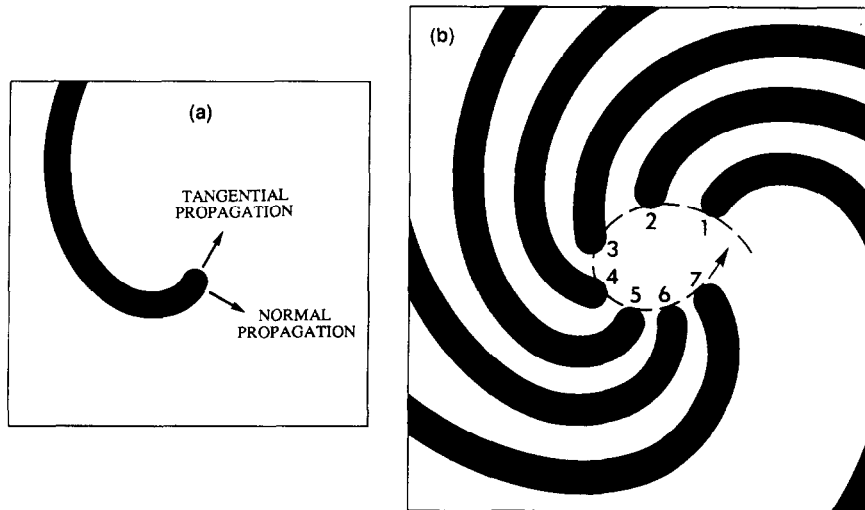 (a)
TANGENTIAL
PROPAGATION
NORMAL
PROPAGATION
(b)
1
2
3
4
5
6
7